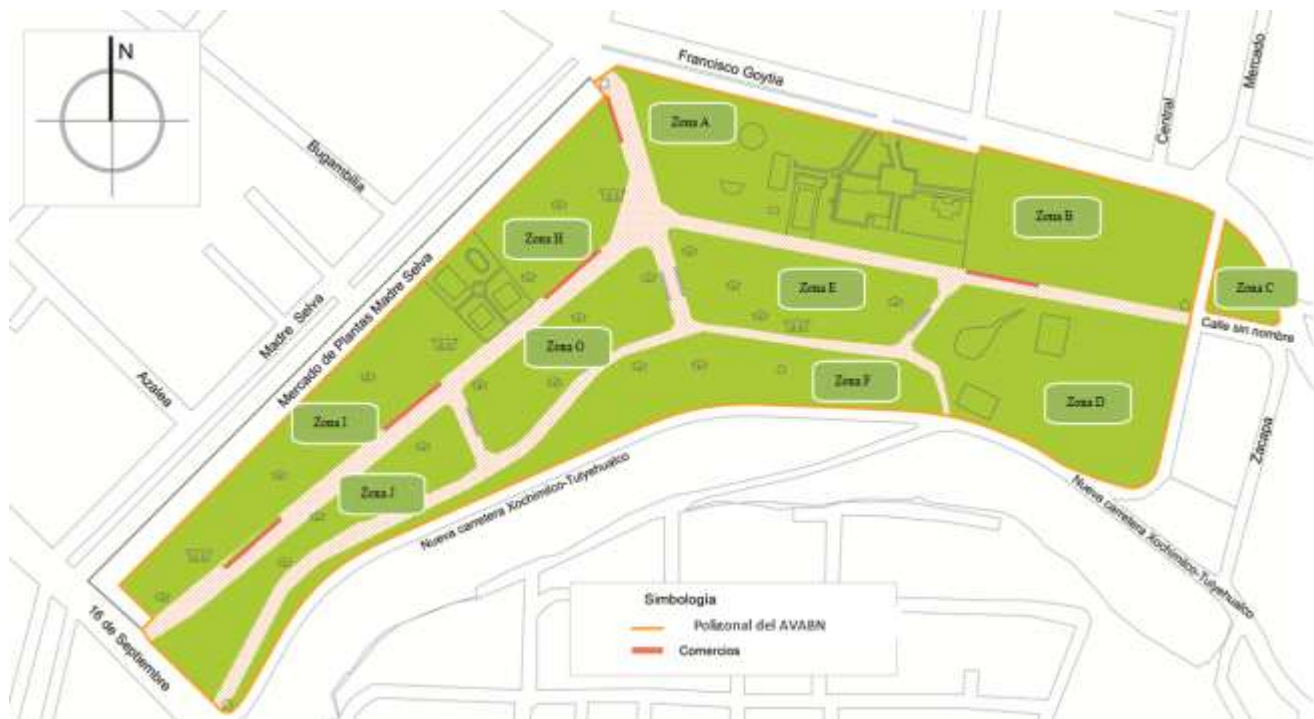 N
Francisco Goytia
Mercado
Central
Bugambilia
Zona A
Zona B
Zona H
Zona E
Zona C
Calle sin nombre
Madre Selva
Mercado de Plantas Madre Selva
Zona O
Zona F
Zona D
Azalea
Zona I
Zacapa
Zona J
Nueva carretera Xochimilco-Tulyehualco
Nueva carretera Xochimilco-Tulyehualco
16 de Septiembre
Simbología
Poligonal del AVABN
Comercios